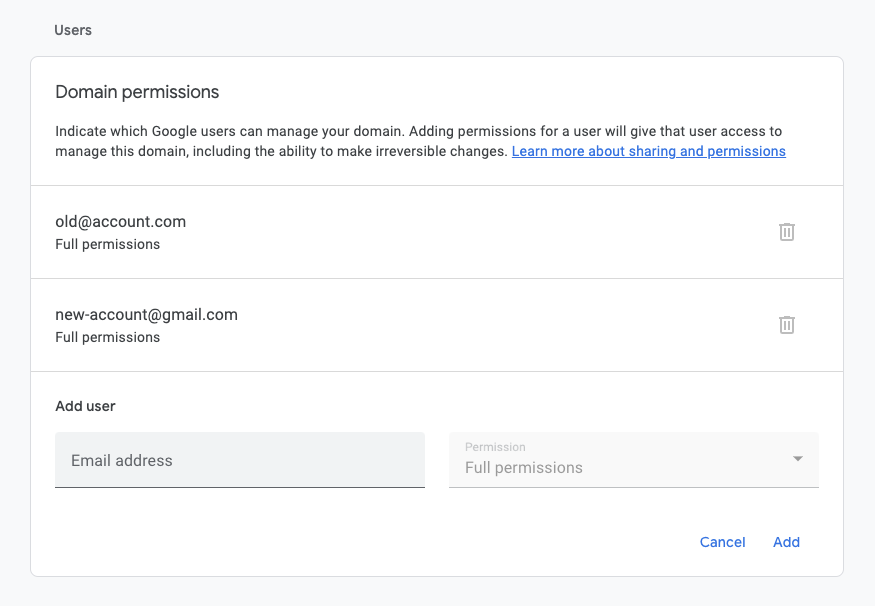 Users
Domain permissions
Indicate which Google users can manage your domain. Adding permissions for a user will give that user access to
manage this domain, including the ability to make irreversible changes. Learn more about sharing and permissions
old@account.com
Full permissions
new-account@gmail.com
Full permissions
Add user
Email address
Permission
Full permissions
Cancel Add